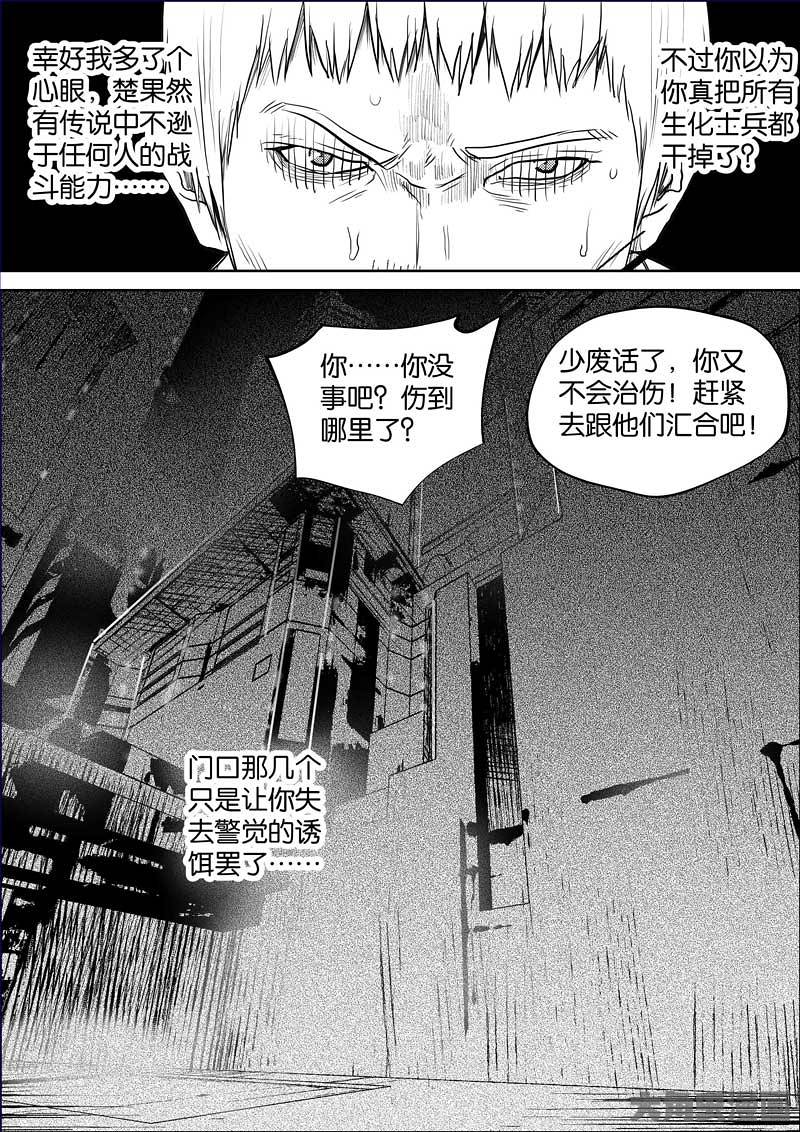 幸好我多了个
心眼，楚果然
有传说中不逊
于任何人的战
斗能力……
不过你以为
你真把所有
生化士兵都
干掉了？
你……你没
事吧？伤到
哪里了？
少废话了，你又
不会治伤！赶紧
去跟他们汇合吧！
门口那几个
只是让你失
去警觉的诱
饵罢了……